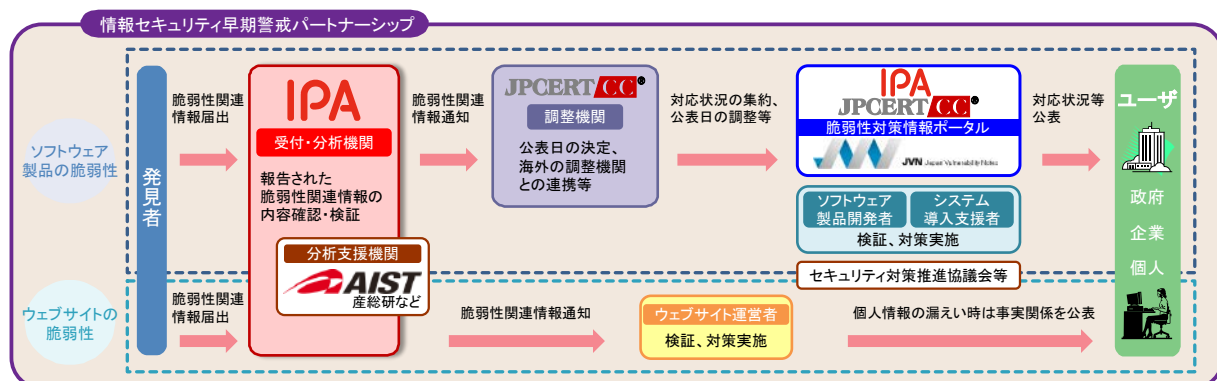 情報セキュリティ早期警戒パートナーシップ
ソフトウェア
製品の脆弱性
発見者
脆弱性関連
情報届出
IPA
受付・分析機関
報告された
脆弱性関連情報の
内容確認・検証
分析支援機関
AIST
産総研など
脆弱性関連
情報通知
JPCERT CC®
調整機関
公表日の決定、
海外の調整機関
との連携等
対応状況の集約、
公表日の調整等
IPA
JPCERT CC®
脆弱性対策情報ポータル
JVN Japan Vulnerability Notes
ソフトウェア
製品開発者
システム
導入支援者
検証、対策実施
セキュリティ対策推進協議会等
対応状況等
公表
ユーザ
政府
企業
個人
ウェブサイトの
脆弱性
脆弱性関連
情報届出
脆弱性関連情報通知
ウェブサイト運営者
検証、対策実施
個人情報の漏えい時は事実関係を公表